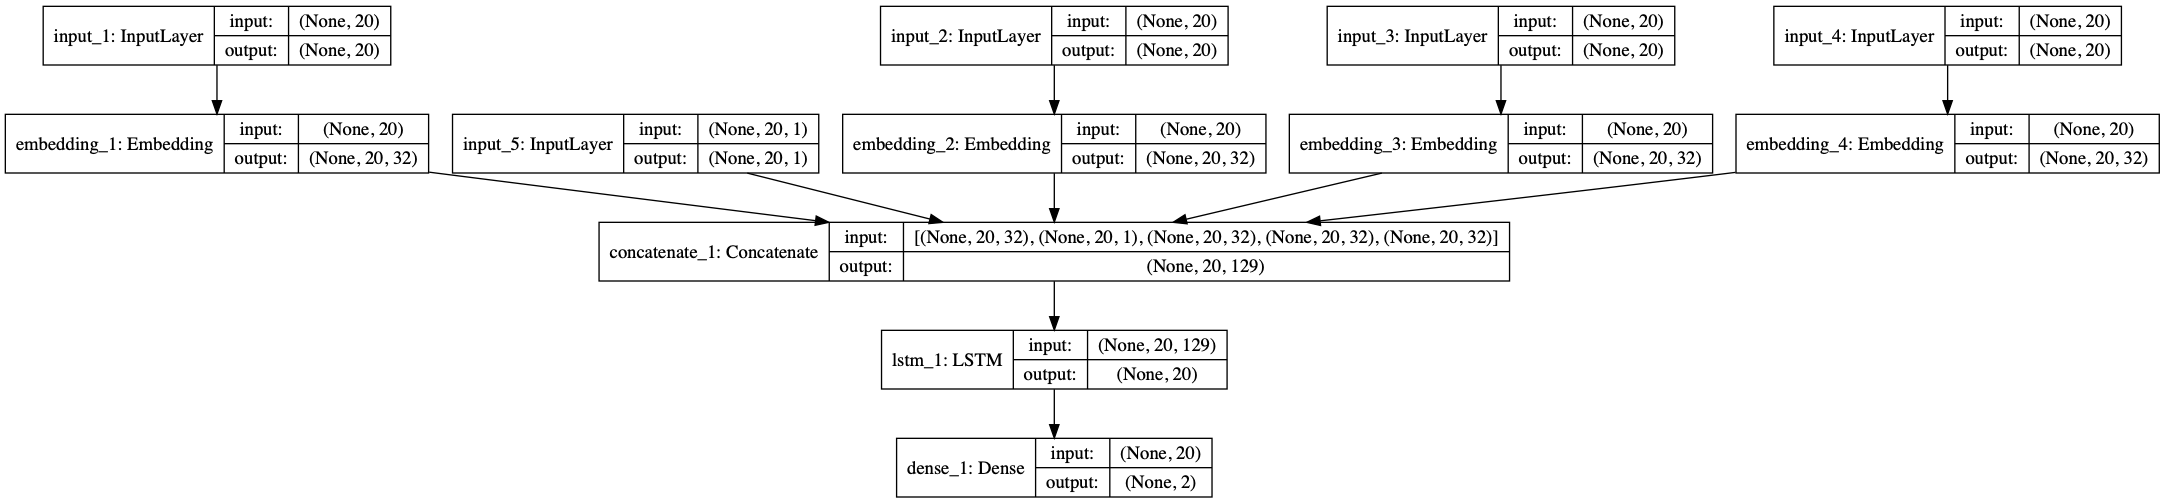 input_1: InputLayer input: (None, 20)
output: (None, 20)
input_2: InputLayer input: (None, 20)
output: (None, 20)
input_3: InputLayer input: (None, 20)
output: (None, 20)
input_4: InputLayer input: (None, 20)
output: (None, 20)
embedding_1: Embedding input: (None, 20)
output: (None, 20, 32)
input_5: InputLayer input: (None, 20, 1)
output: (None, 20, 1)
embedding_2: Embedding input: (None, 20)
output: (None, 20, 32)
embedding_3: Embedding input: (None, 20)
output: (None, 20, 32)
embedding_4: Embedding input: (None, 20)
output: (None, 20, 32)
concatenate_1: Concatenate input: [(None, 20, 32), (None, 20, 1), (None, 20, 32), (None, 20, 32), (None, 20, 32)]
output: (None, 20, 129)
lstm_1: LSTM input: (None, 20, 129)
output: (None, 20)
dense_1: Dense input: (None, 20)
output: (None, 2)